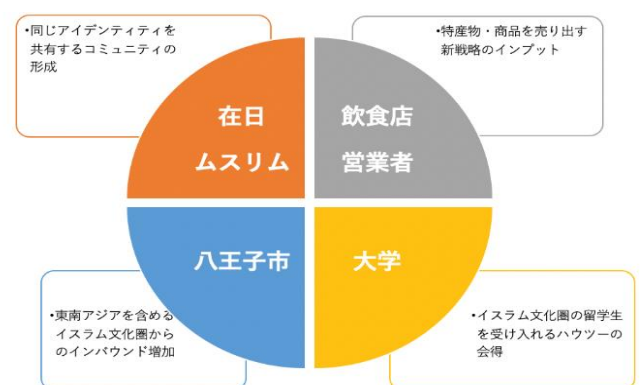 •同じアイデンティティを
共有するコミュニティの
形成
•特産物・商品を売り出す
新戦略のインプット
在日
ムスリム
飲食店
営業者
八王子市
大学
•東南アジアを含める
イスラム文化圏から
のインバウンド増加
•イスラム文化圏の留学生
を受け入れるハウツーの
会得